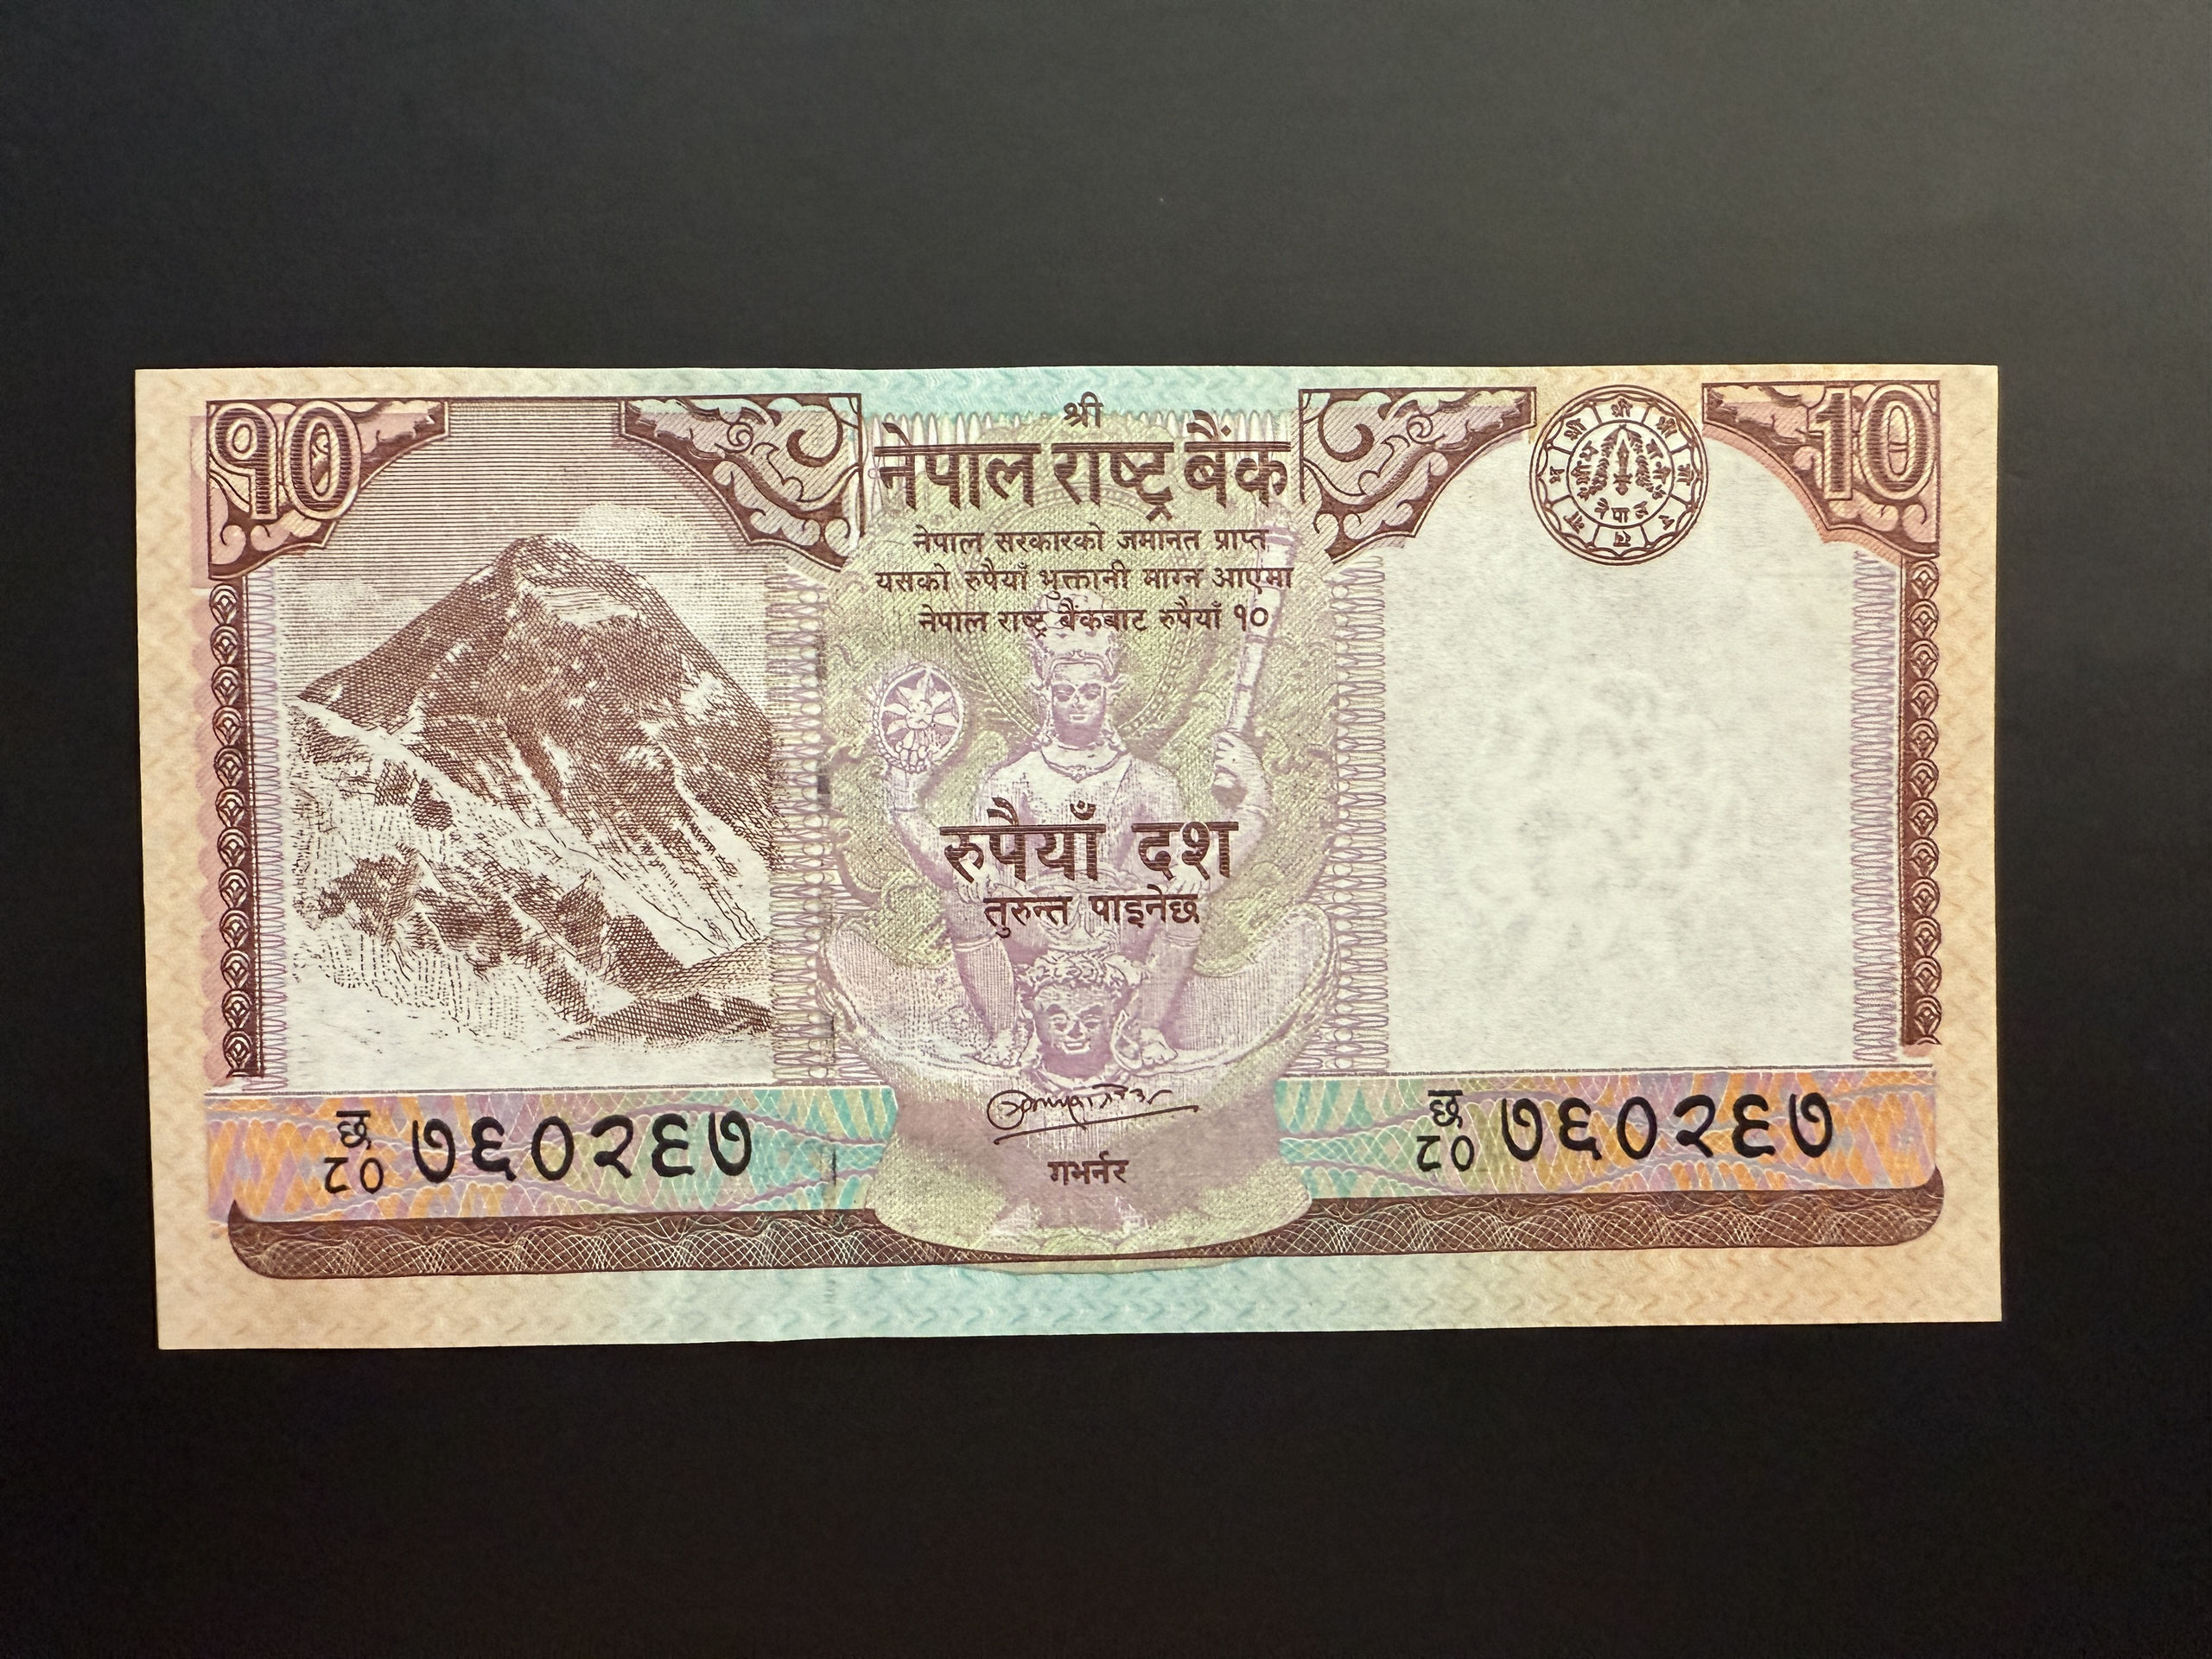 १०
श्री
नेपाल राष्ट्र बैंक
नेपाल सरकारको जमानत प्राप्त
यसको रुपैयाँ भुक्तानी माग्न आएमा
नेपाल राष्ट्र बैंकबाट रुपैयाँ १०
रुपैयाँ दश
तुरुन्त पाइनेछ
गभर्नर
10
नेपाल
छ
८० ७६०२६७
छ
८० ७६०२६७